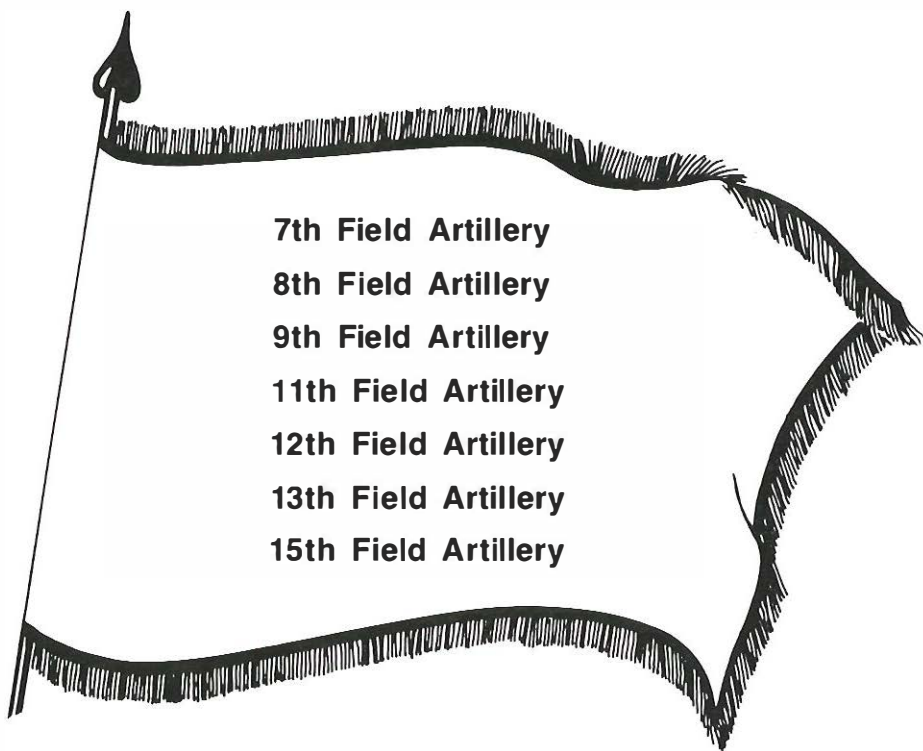 7th Field Artillery
8th Field Artillery
9th Field Artillery
11th Field Artillery
12th Field Artillery
13th Field Artillery
15th Field Artillery